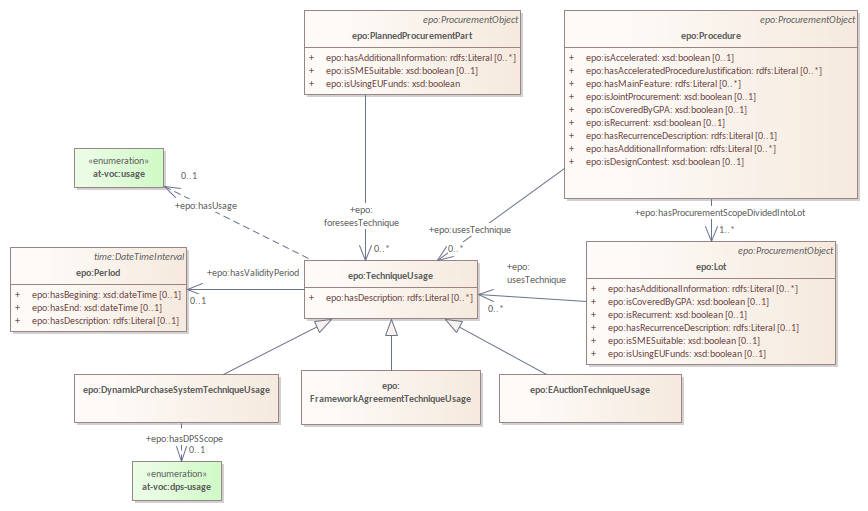 epo:ProcurementObject
epo:PlannedProcurementPart
+ epo:hasAdditionalInformation: rdfs:Literal [0..*]
+ epo:isSMESuitable: xsd:boolean [0..1]
+ epo:isUsingEUFunds: xsd:boolean
epo:ProcurementObject
epo:Procedure
+ epo:isAccelerated: xsd:boolean [0..1]
+ epo:hasAcceleratedProcedureJustification: rdfs:Literal [0..*]
+ epo:hasMainFeature: rdfs:Literal [0..*]
+ epo:isJointProcurement: xsd:boolean [0..1]
+ epo:isCoveredByGPA: xsd:boolean [0..1]
+ epo:isRecurrent: xsd:boolean [0..1]
+ epo:hasRecurrenceDescription: rdfs:Literal [0..1]
+ epo:hasAdditionalInformation: rdfs:Literal [0..*]
+ epo:isDesignContest: xsd:boolean [0..1]
«enumeration»
at-voc:usage
0..1
+epo:hasUsage
+epo:
foreseesTechnique
0..*
+epo:usesTechnique
0..*
+epo:hasProcurementScopeDividedIntoLot
1..*
time:DateTimeInterval
epo:Period
+ epo:hasBegining: xsd:dateTime [0..1]
+ epo:hasEnd: xsd:dateTime [0..1]
+ epo:hasDescription: rdfs:Literal [0..1]
+epo:hasValidityPeriod
0..1
epo:TechniqueUsage
+ epo:hasDescription: rdfs:Literal [0..*]
+epo:
usesTechnique
0..*
epo:ProcurementObject
epo:Lot
+ epo:hasAdditionalInformation: rdfs:Literal [0..*]
+ epo:isCoveredByGPA: xsd:boolean [0..1]
+ epo:isRecurrent: xsd:boolean [0..1]
+ epo:hasRecurrenceDescription: rdfs:Literal [0..1]
+ epo:isSMESuitable: xsd:boolean [0..1]
+ epo:isUsingEUFunds: xsd:boolean [0..1]
epo:DynamicPurchaseSystemTechniqueUsage
epo:
FrameworkAgreementTechniqueUsage
epo:EAuctionTechniqueUsage
+epo:hasDPSScope
0..1
«enumeration»
at-voc:dps-usage